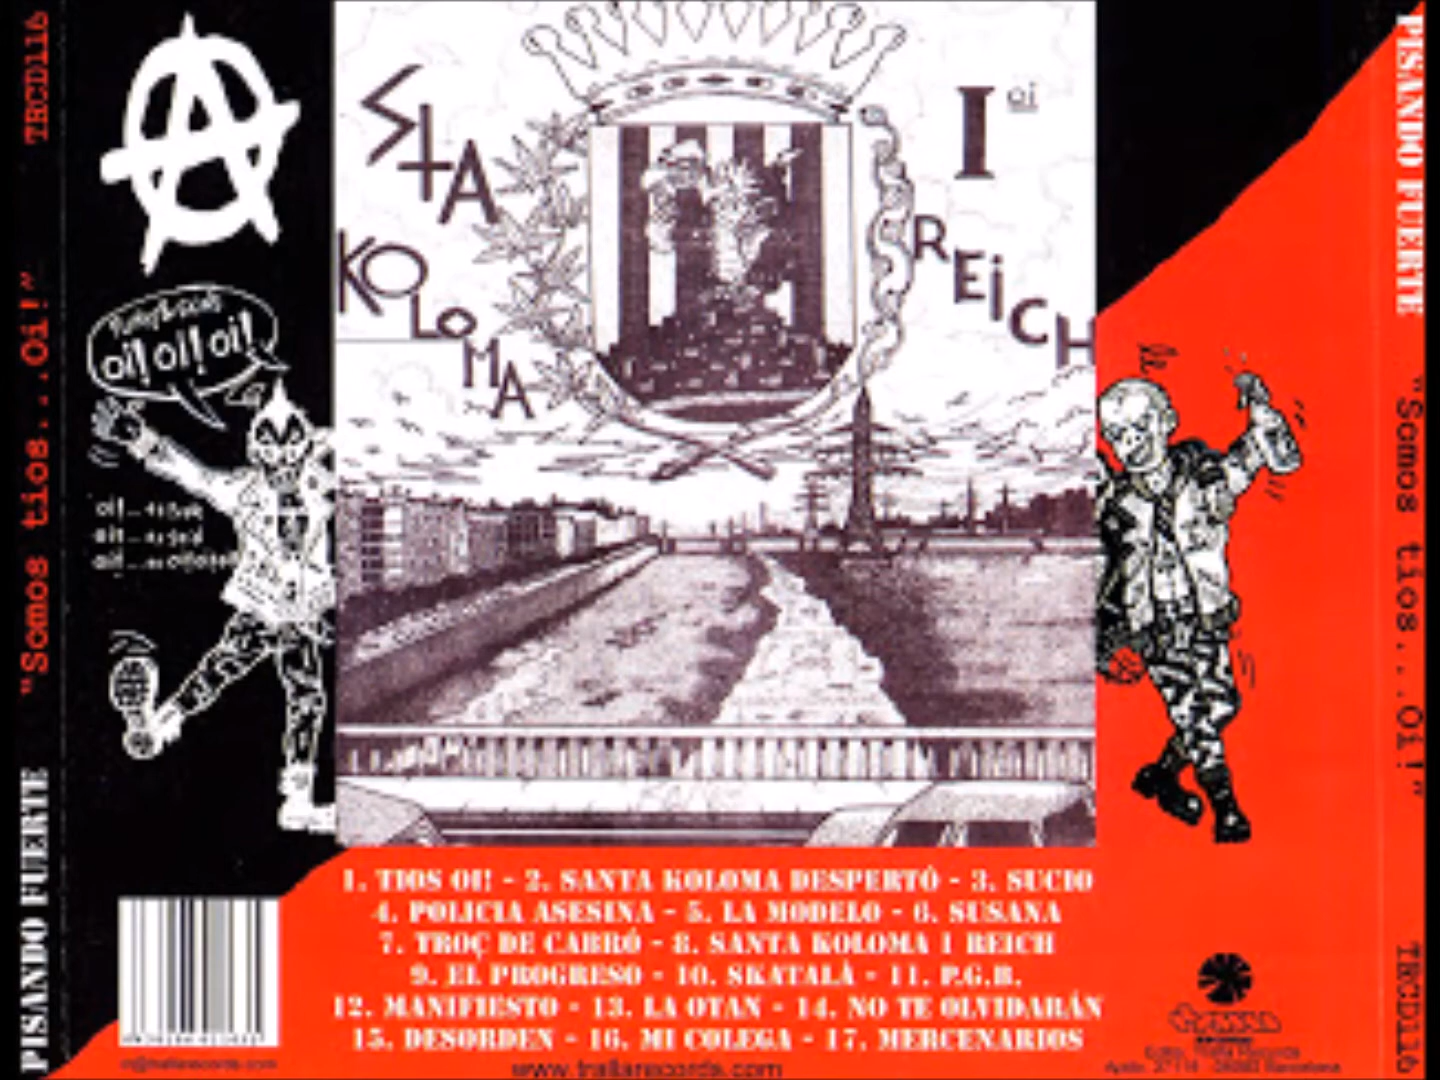 TRCD116
"Somos tios...Oi!"
PISANDO FUERTE
oi! oi! oi!
STA KOLOMA
I oi REICH
1. TIOS OI! - 2. SANTA KOLOMA DESPERTÓ - 3. SUCIO
4. POLICIA ASESINA - 5. LA MODELO - 6. SUSANA
7. TROÇ DE CABRÓ - 8. SANTA KOLOMA I REICH
9. EL PROGRESO - 10. SKATALÀ - 11. P.G.B.
12. MANIFIESTO - 13. LA OTAN - 14. NO TE OLVIDARÁN
15. DESORDEN - 16. MI COLEGA - 17. MERCENARIOS
www.trallarecords.com
PISANDO FUERTE
"Somos tios...Oi!"
TRCD116